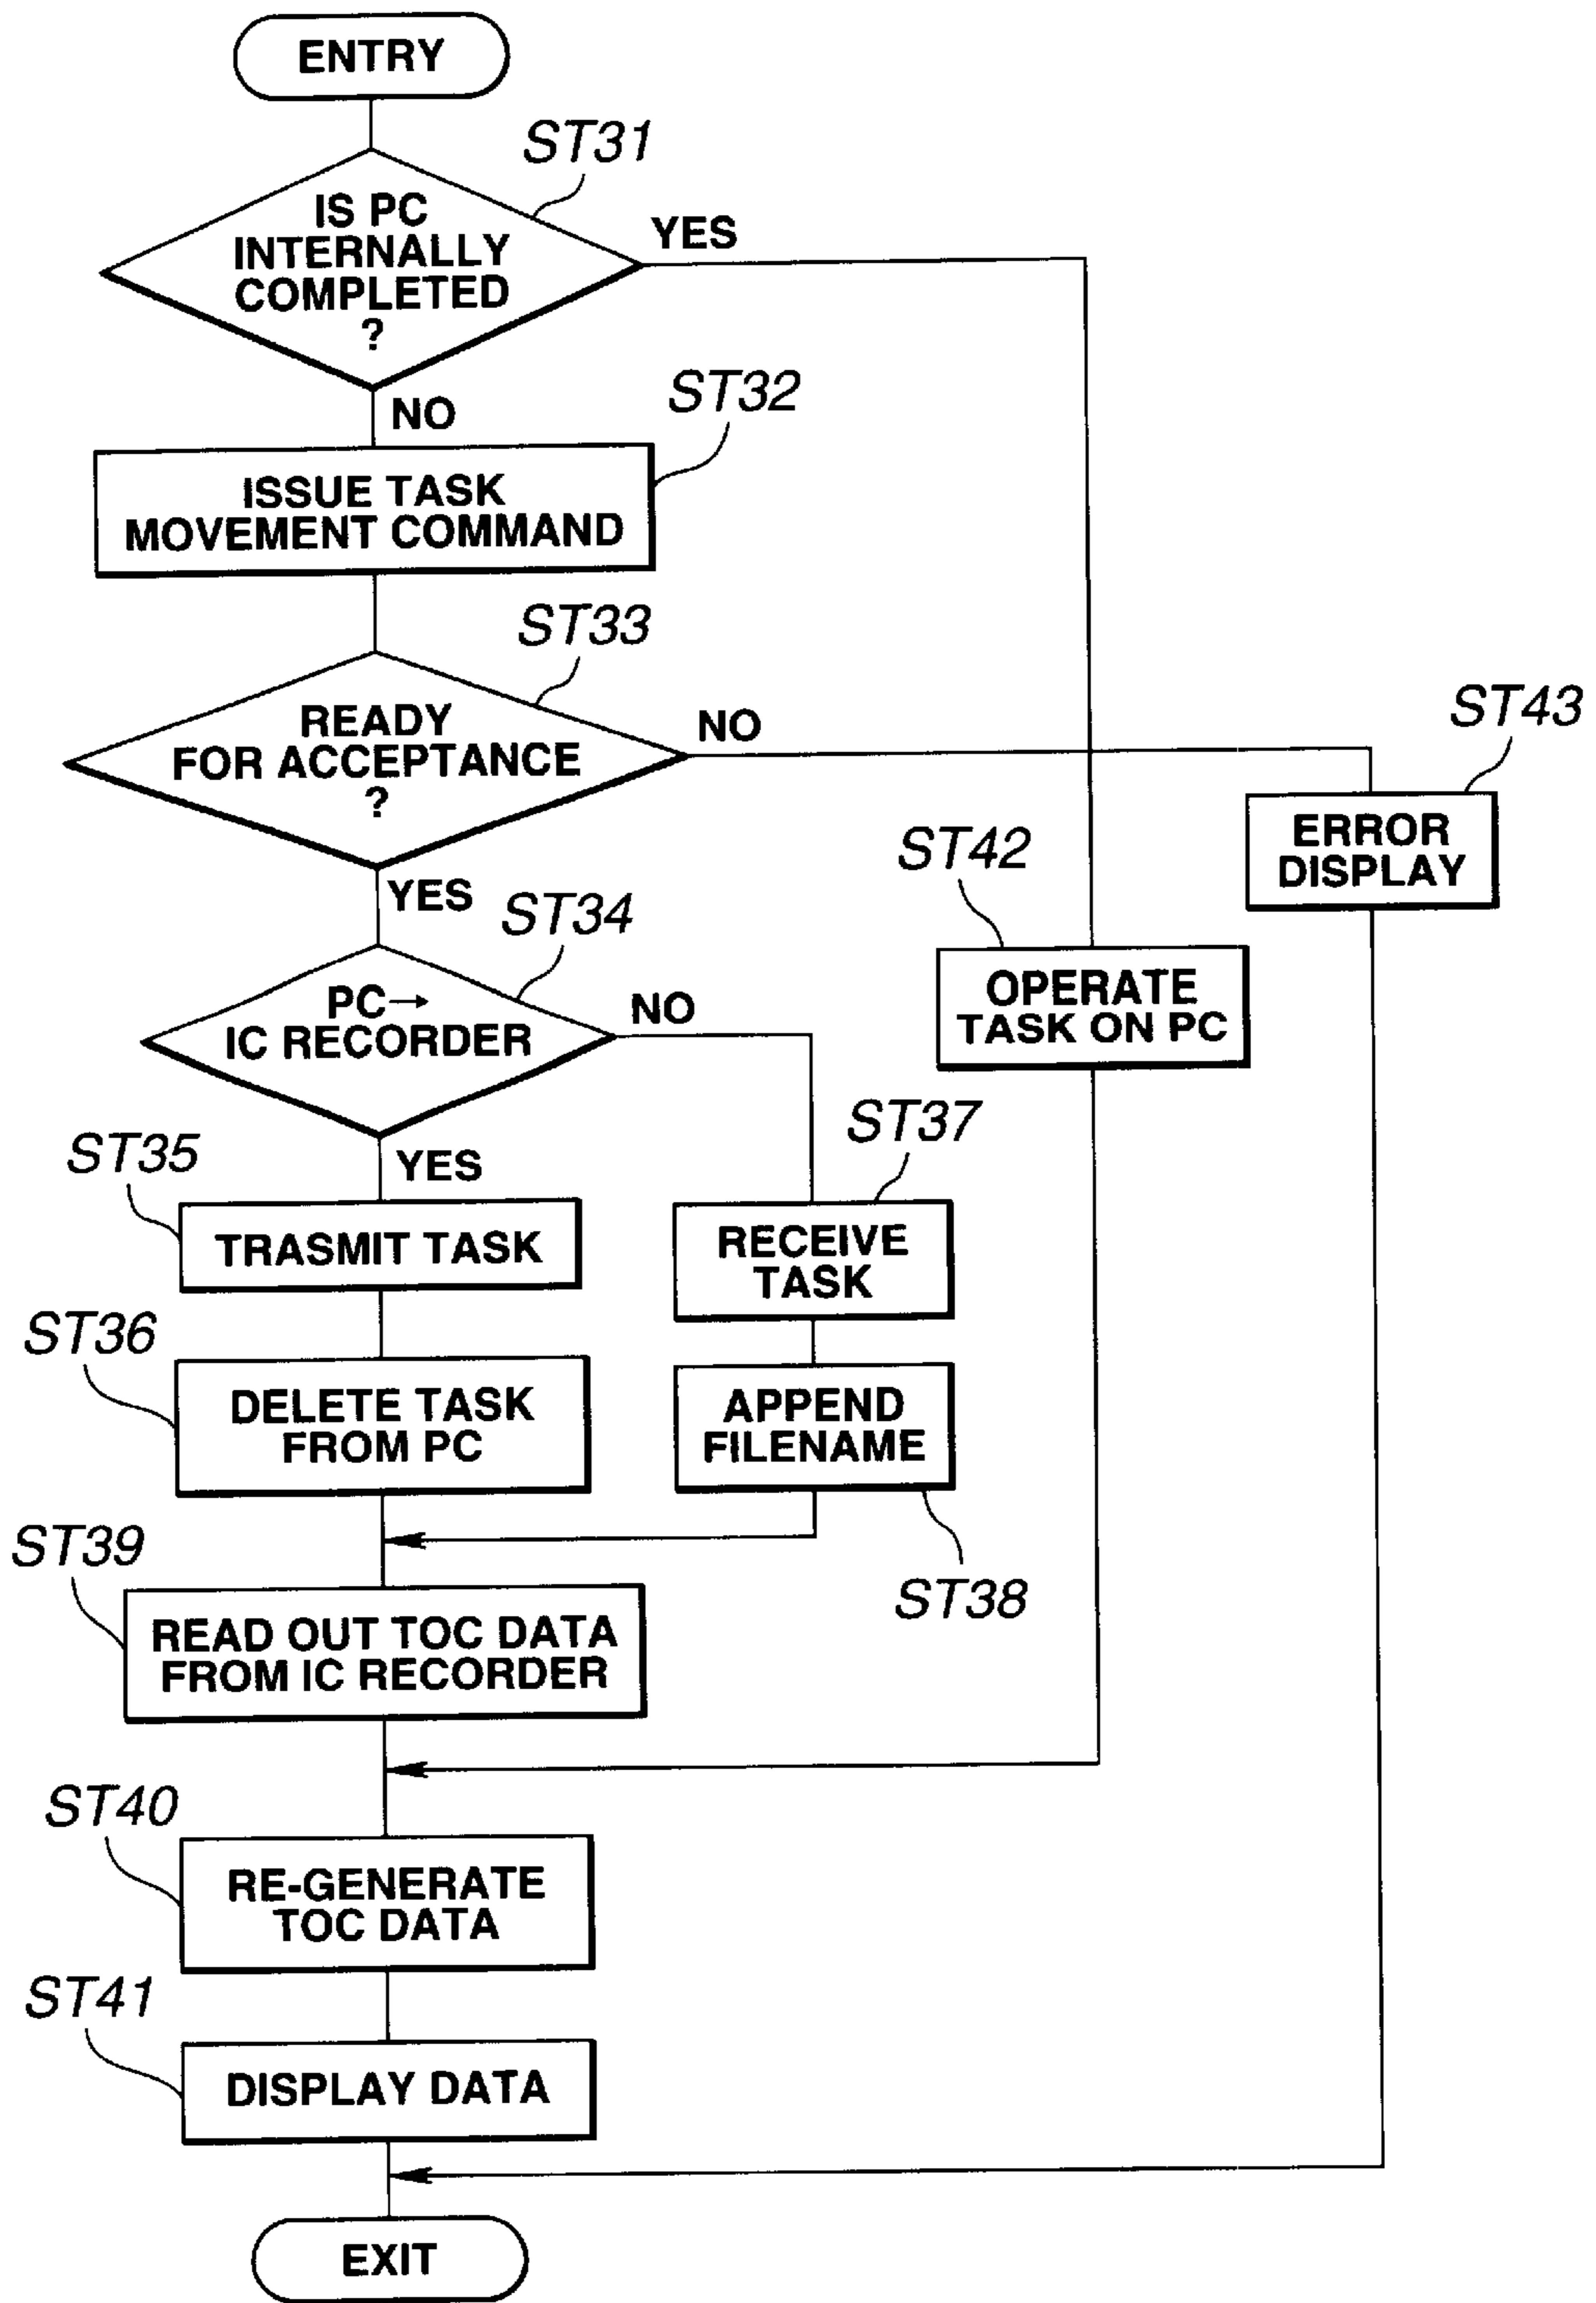 ENTRY
ST31
IS PC
INTERNALLY
COMPLETED
?
YES
NO
ST32
ISSUE TASK
MOVEMENT COMMAND
ST33
READY
FOR ACCEPTANCE
?
NO
ST43
ERROR
DISPLAY
YES
ST34
PC→
IC RECORDER
NO
ST42
OPERATE
TASK ON PC
YES
ST35
TRASMIT TASK
ST37
RECEIVE
TASK
ST36
DELETE TASK
FROM PC
APPEND
FILENAME
ST38
ST39
READ OUT TOC DATA
FROM IC RECORDER
ST40
RE-GENERATE
TOC DATA
ST41
DISPLAY DATA
EXIT